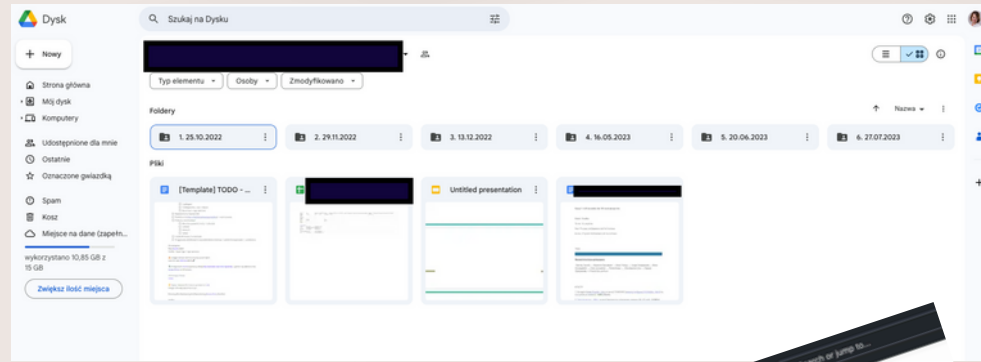 Dysk
Szukaj na Dysku
Nowy
Typ elementu
Osoby
Zmodyfikowano
Strona główna
Mój dysk
Komputery
Udostępnione dla mnie
Ostatnie
Oznaczone gwiazdką
Spam
Kosz
Miejsce na dane (zapełn...
wykorzystano 10,85 GB z
15 GB
Zwiększ ilość miejsca
Foldery
Nazwa
1. 25.10.2022
2. 29.11.2022
3. 13.12.2022
4. 16.05.2023
5. 20.06.2023
6. 27.07.2023
Pliki
[Template] TODO - ...
Untitled presentation
or jump to...